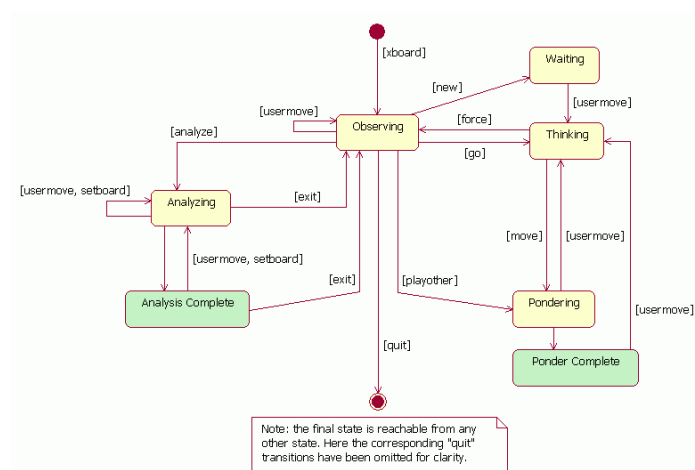 [xboard]
Waiting
[new]
[usermove]
[usermove]
Observing
[force]
Thinking
[analyze]
[go]
[usermove, setboard]
Analyzing
[exit]
[move]
[usermove]
[usermove, setboard]
[exit]
[playother]
Analysis Complete
Pondering
[usermove]
[quit]
Ponder Complete
Note: the final state is reachable from any
other state. Here the corresponding "quit"
transitions have been omitted for clarity.